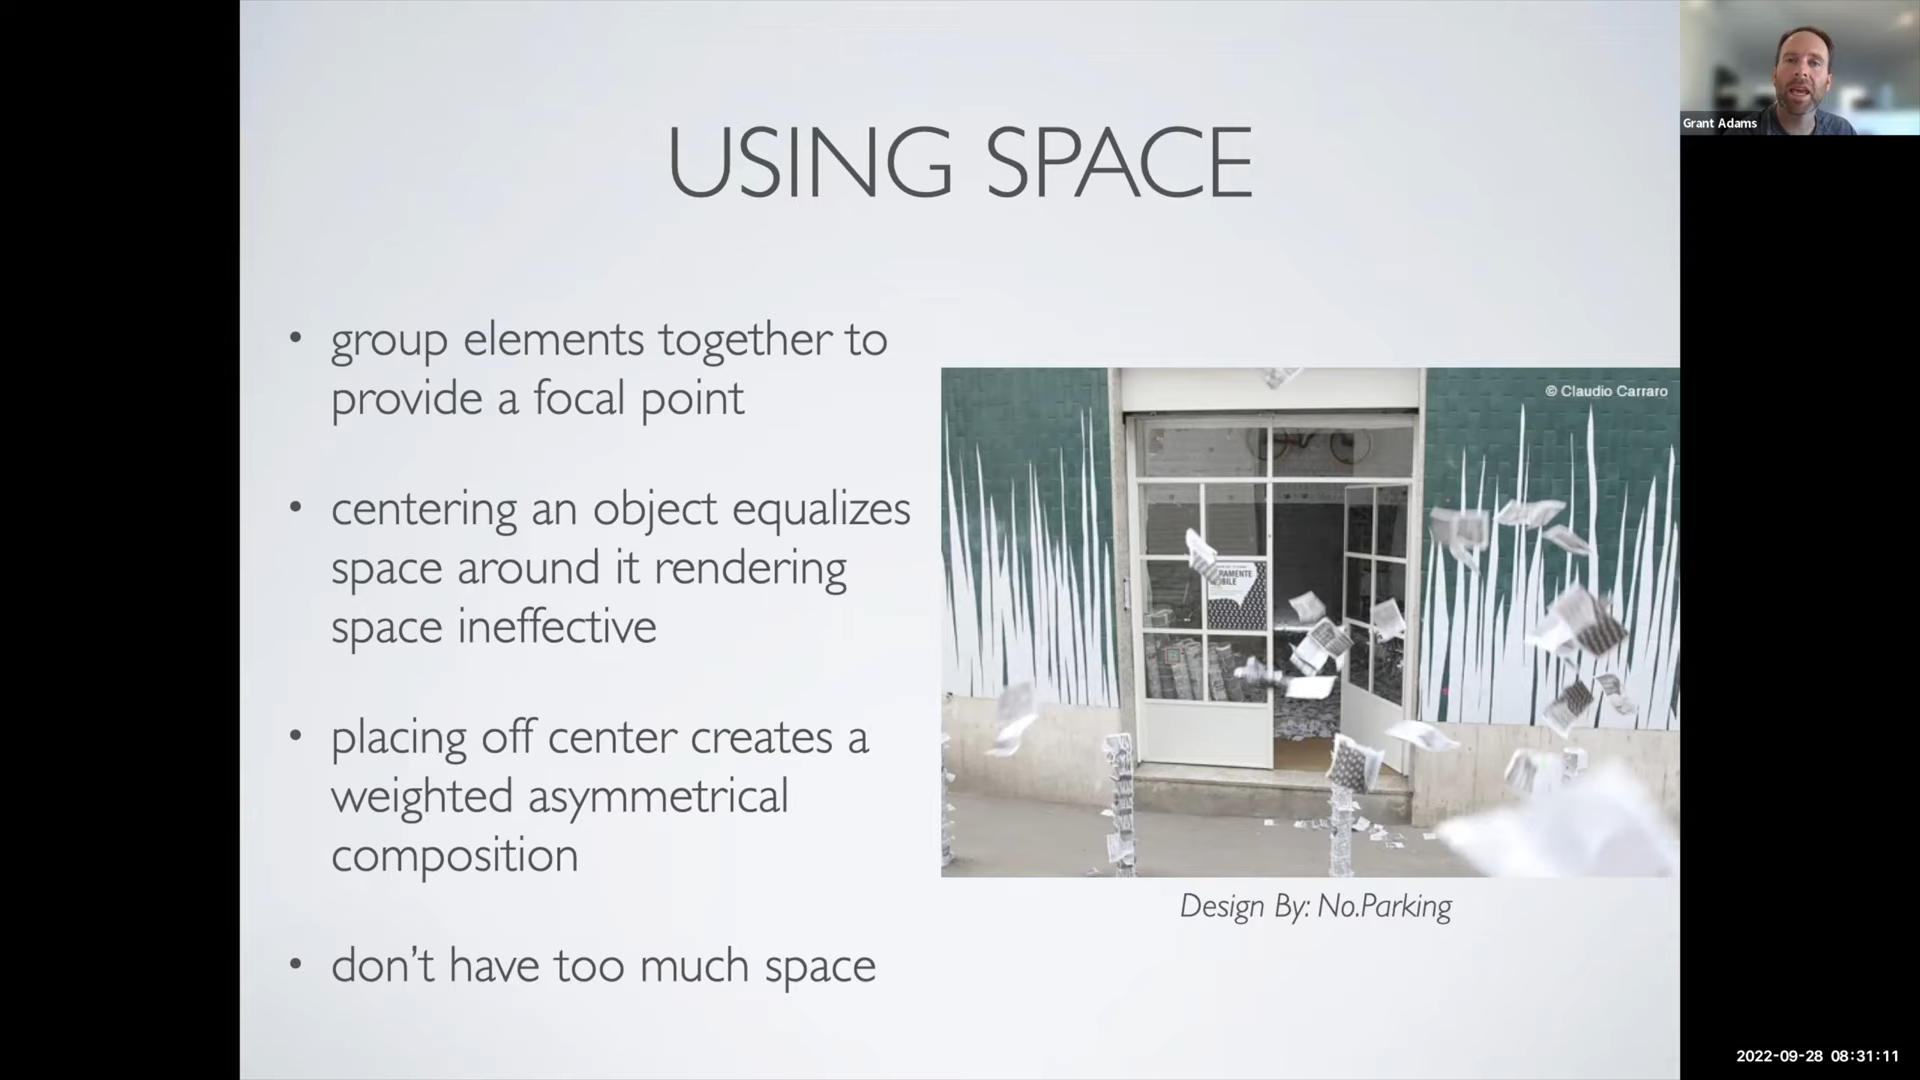 USING SPACE
Grant Adams
• group elements together to
provide a focal point
• centering an object equalizes
space around it rendering
space ineffective
• placing off center creates a
weighted asymmetrical
composition
• don't have too much space
© Claudio Carraro
Design By: No.Parking
2022-09-28 08:31:11